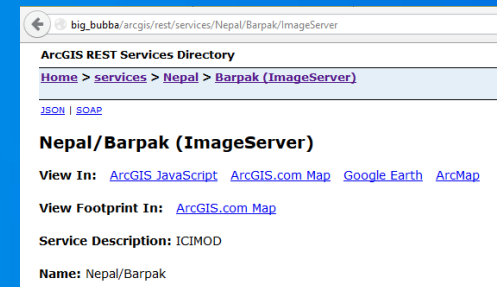 big_bubba/arcgis/rest/services/Nepal/Barpak/ImageServer
ArcGIS REST Services Directory
Home > services > Nepal > Barpak (ImageServer)
JSON | SOAP
Nepal/Barpak (ImageServer)
View In: ArcGIS JavaScript ArcGIS.com Map Google Earth ArcMap
View Footprint In: ArcGIS.com Map
Service Description: ICIMOD
Name: Nepal/Barpak